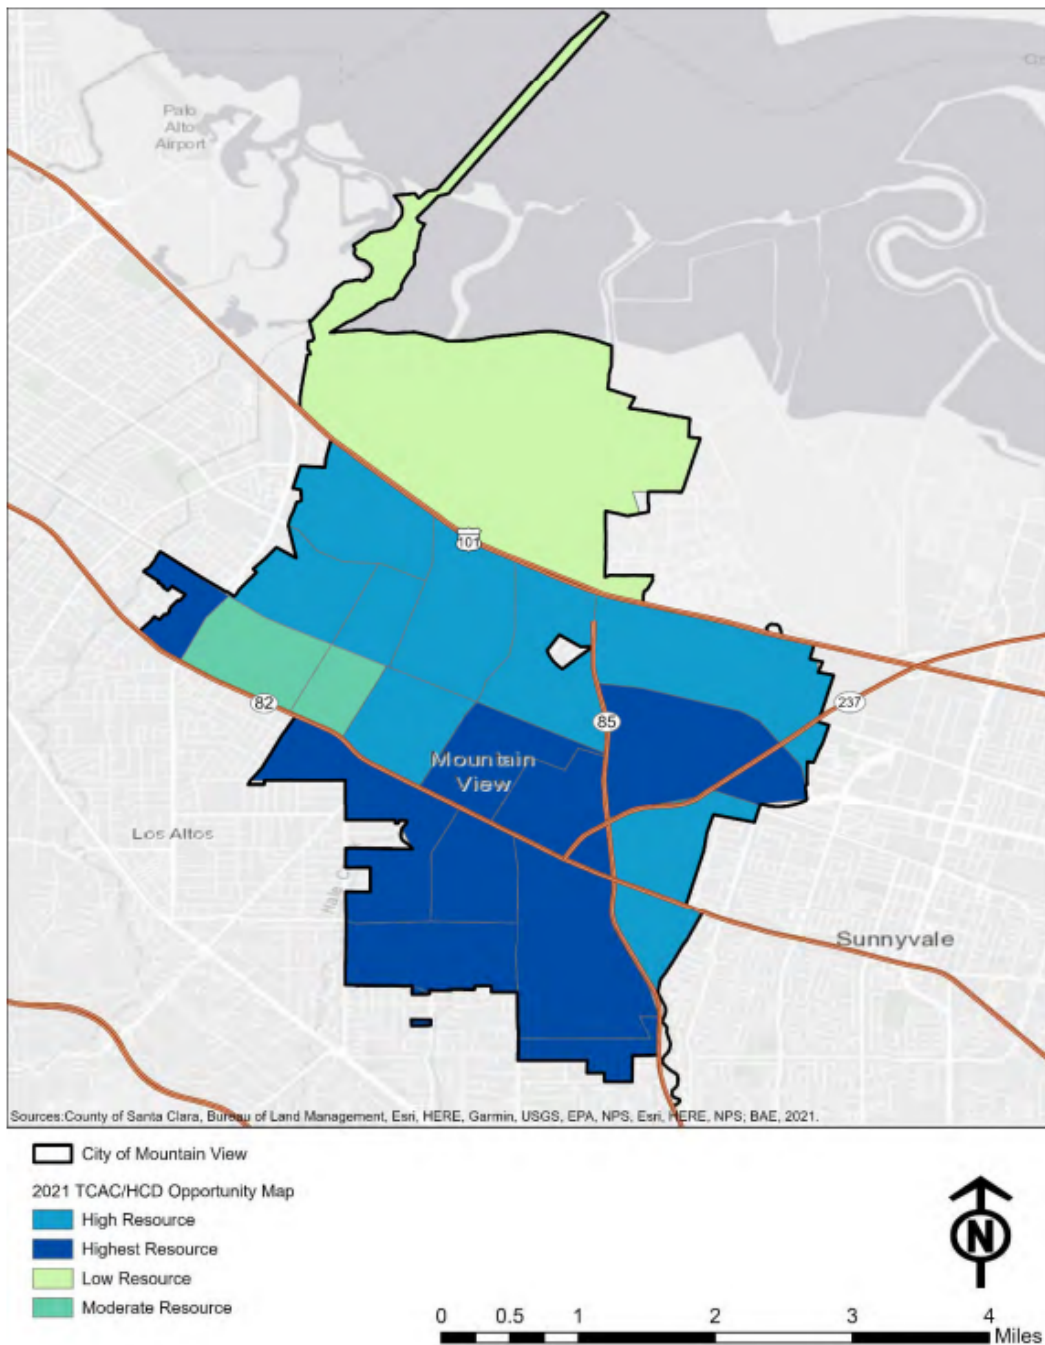 Palo
Alto
Airport
101
82
85
237
Mountain
View
Los Altos
Sunnyvale
Sources:County of Santa Clara, Bureau of Land Management, Esri, HERE, Garmin, USGS, EPA, NPS, Esri, HERE, NPS; BAE, 2021.
City of Mountain View
2021 TCAC/HCD Opportunity Map
High Resource
Highest Resource
Low Resource
Moderate Resource
N
0 0.5 1 2 3 4
Miles